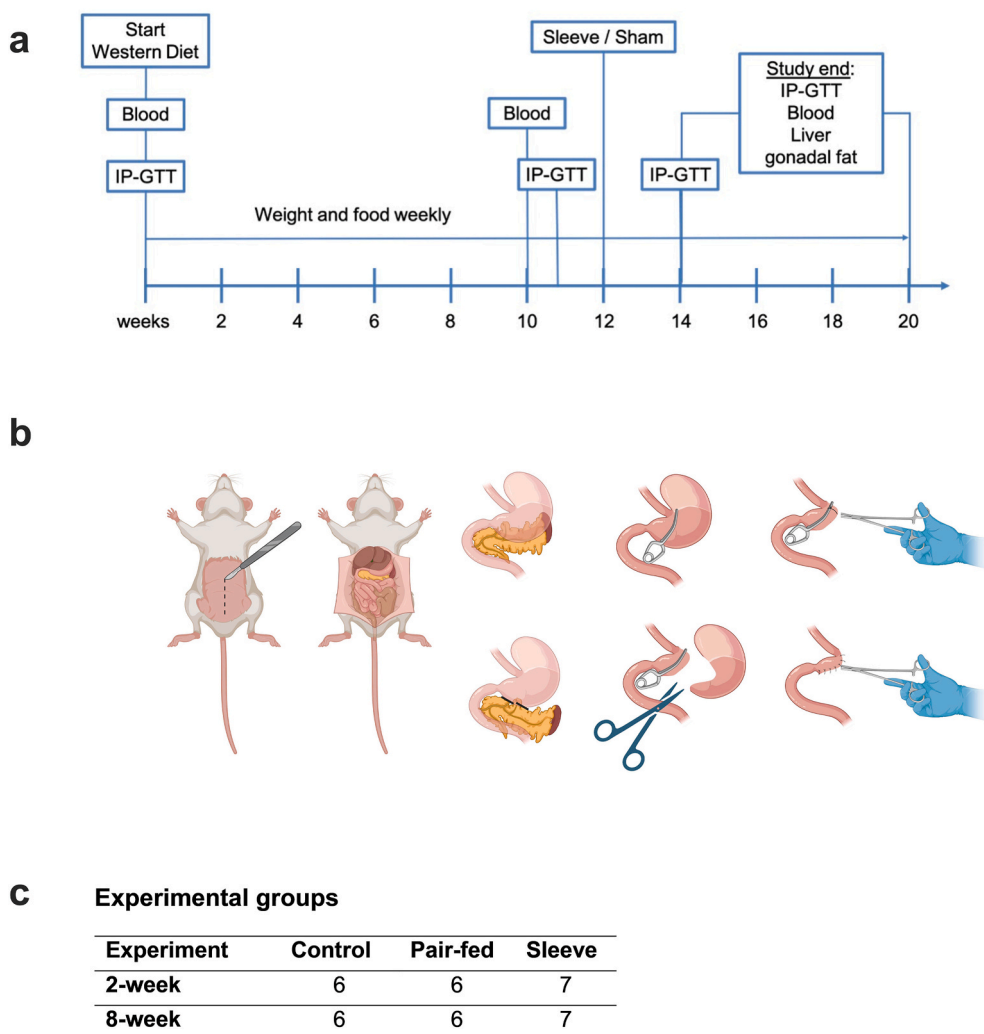 a
Start
Western Diet
Blood
IP-GTT
Weight and food weekly
Blood
IP-GTT
Sleeve / Sham
IP-GTT
Study end:
IP-GTT
Blood
Liver
gonadal fat
weeks 2 4 6 8 10 12 14 16 18 20
b
c
Experimental groups
Experiment Control Pair-fed Sleeve
2-week 6 6 7
8-week 6 6 7